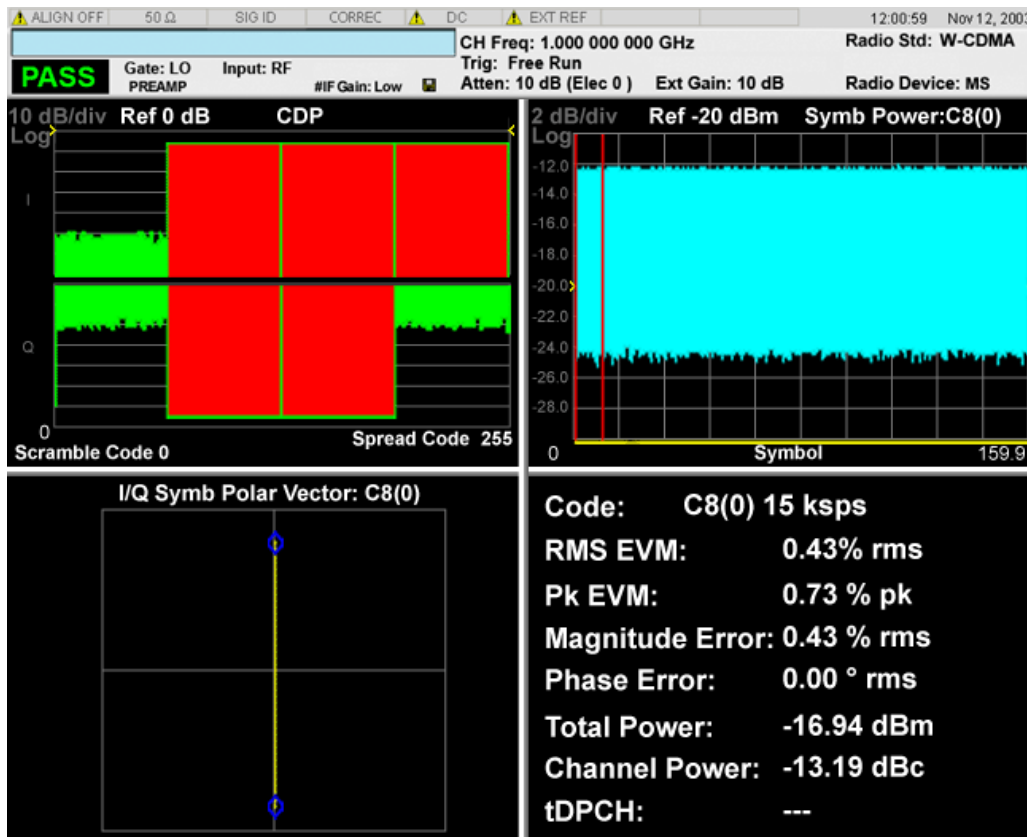 ALIGN OFF 50 Ω SIG ID CORREC DC EXT REF 12:00:59 Nov 12, 2003
CH Freq: 1.000 000 000 GHz Radio Std: W-CDMA
PASS Gate: LO Input: RF Trig: Free Run
PREAMP #IF Gain: Low Atten: 10 dB (Elec 0 ) Ext Gain: 10 dB Radio Device: MS
10 dB/div Ref 0 dB CDP
Log
I
Q
0 Spread Code 255
Scramble Code 0
2 dB/div Ref -20 dBm Symb Power:C8(0)
Log
-12.0
-14.0
-16.0
-18.0
-20.0
-22.0
-24.0
-26.0
-28.0
0 Symbol 159.9
I/Q Symb Polar Vector: C8(0)
Code: C8(0) 15 ksps
RMS EVM: 0.43% rms
Pk EVM: 0.73 % pk
Magnitude Error: 0.43 % rms
Phase Error: 0.00 ° rms
Total Power: -16.94 dBm
Channel Power: -13.19 dBc
tDPCH: ---